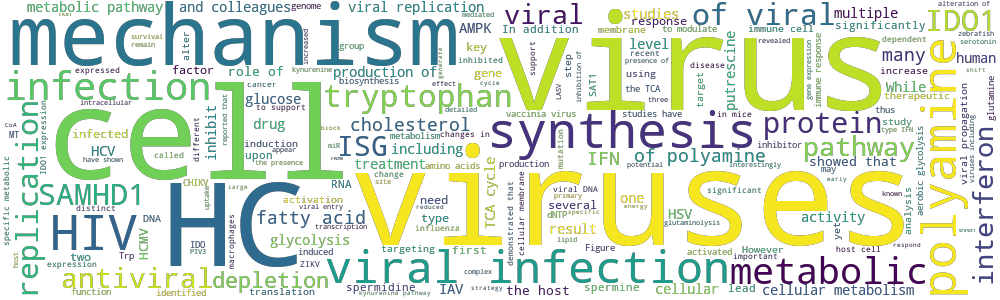 metabolic pathway
and colleagues
genome
viral replication
mediated
viral
studies
of viral
multiple
alteration of
IDO1
mechanism
virus
survival
remain
alter
increased
group
AMPK
In addition
membrane
response
to modulate
immune cell
significantly
dependent
zebrafish
serotonin
infection
expressed
factor
role of
kynurenine
production of
generate
inhibited
key
gene
cycle
support
level
recent
presence of
disease
revealed
many
increase
human
cell
cancer
biosynthesis
effect
step
using
target
putrescine
gene expression
immune response
While
therapeutic
intracellular
inhibit
reported that
glucose
to support
tryptophan
detailed
LASV
SAT1
inhibition of
the TCA
three
thus
shift
glutamine
CoA
MT
IDO1 expression
infected
different
drug
block
cholesterol
vaccinia virus
studies have
in mice
protein
study
type IFN
HCV
have shown
called
induction
upon
appear
the presence
miR
ISG
metabolism
including
changes in
synthesis
inhibitor
pathway
known
aerobic glycolysis
viral propagation
viruses including
interferon
specific metabolic
replication
SAMHD1
CHIKV
uptake
large
RNA
treatment
amino acids
production
mutation
IFN
of polyamine
potential
Interestingly
showed that
may
early
analysis
polyamine
HIV
HC
distinct
DNA
viral entry
activation
transcription
fatty acid
change
site
need
reduced
type
influenza
viruses
TCA cycle
demonstrated that
cellular membrane
viral DNA
primary
specific
several
result
lipid
one
energy
dNTP
significant
HSV
glutaminolysis
activity
yet
host
two
expression
Trp
HCMV
IDO
PIV3
macrophages
glycolysis
induced
ZIKV
targeting
first
Figure
activated
However
important
host cell
even
respond
antiviral
depletion
viral infection
metabolic
function
identified
translation
spermidine
kynurenine pathway
IAV
complex
strategy
the host
spermine
cellular
lead
cellular metabolism